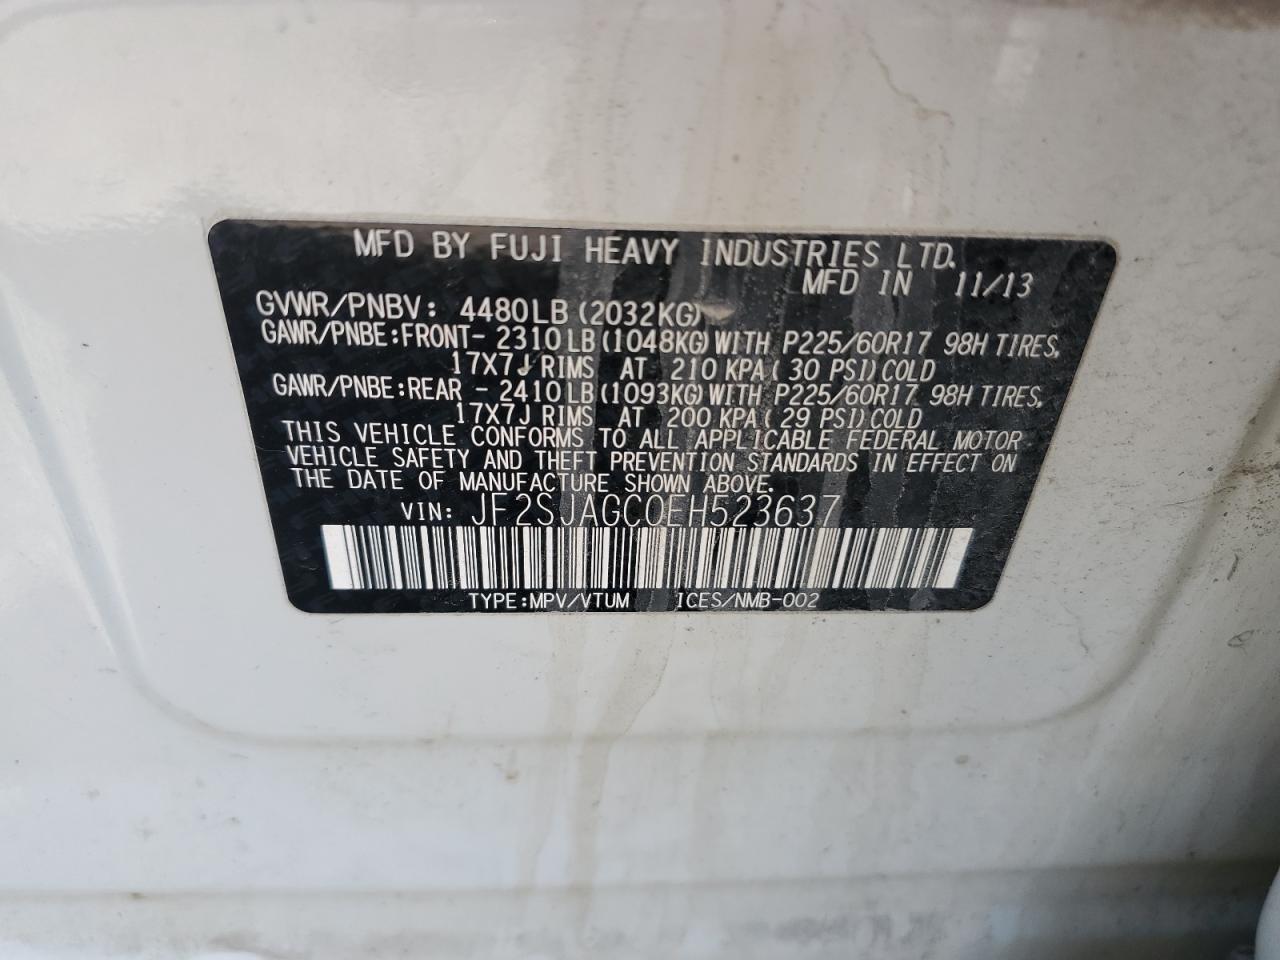 MFD BY FUJI HEAVY INDUSTRIES LTD.
MFD IN 11/13
GVWR/PNBV: 4480LB(2032KG)
GAWR/PNBE:FRONT- 2310LB(1048KG)WITH P225/60R17 98H TIRES,
17X7J RIMS AT 210 KPA( 30 PSI)COLD
GAWR/PNBE:REAR - 2410LB(1093KG)WITH P225/60R17 98H TIRES,
17X7J RIMS AT 200 KPA( 29 PSI)COLD
THIS VEHICLE CONFORMS TO ALL APPLICABLE FEDERAL MOTOR
VEHICLE SAFETY AND THEFT PREVENTION STANDARDS IN EFFECT ON
THE DATE OF MANUFACTURE SHOWN ABOVE.
VIN: JF2SJAGC0EH523637
TYPE:MPV/VTUM ICES/NMB-002